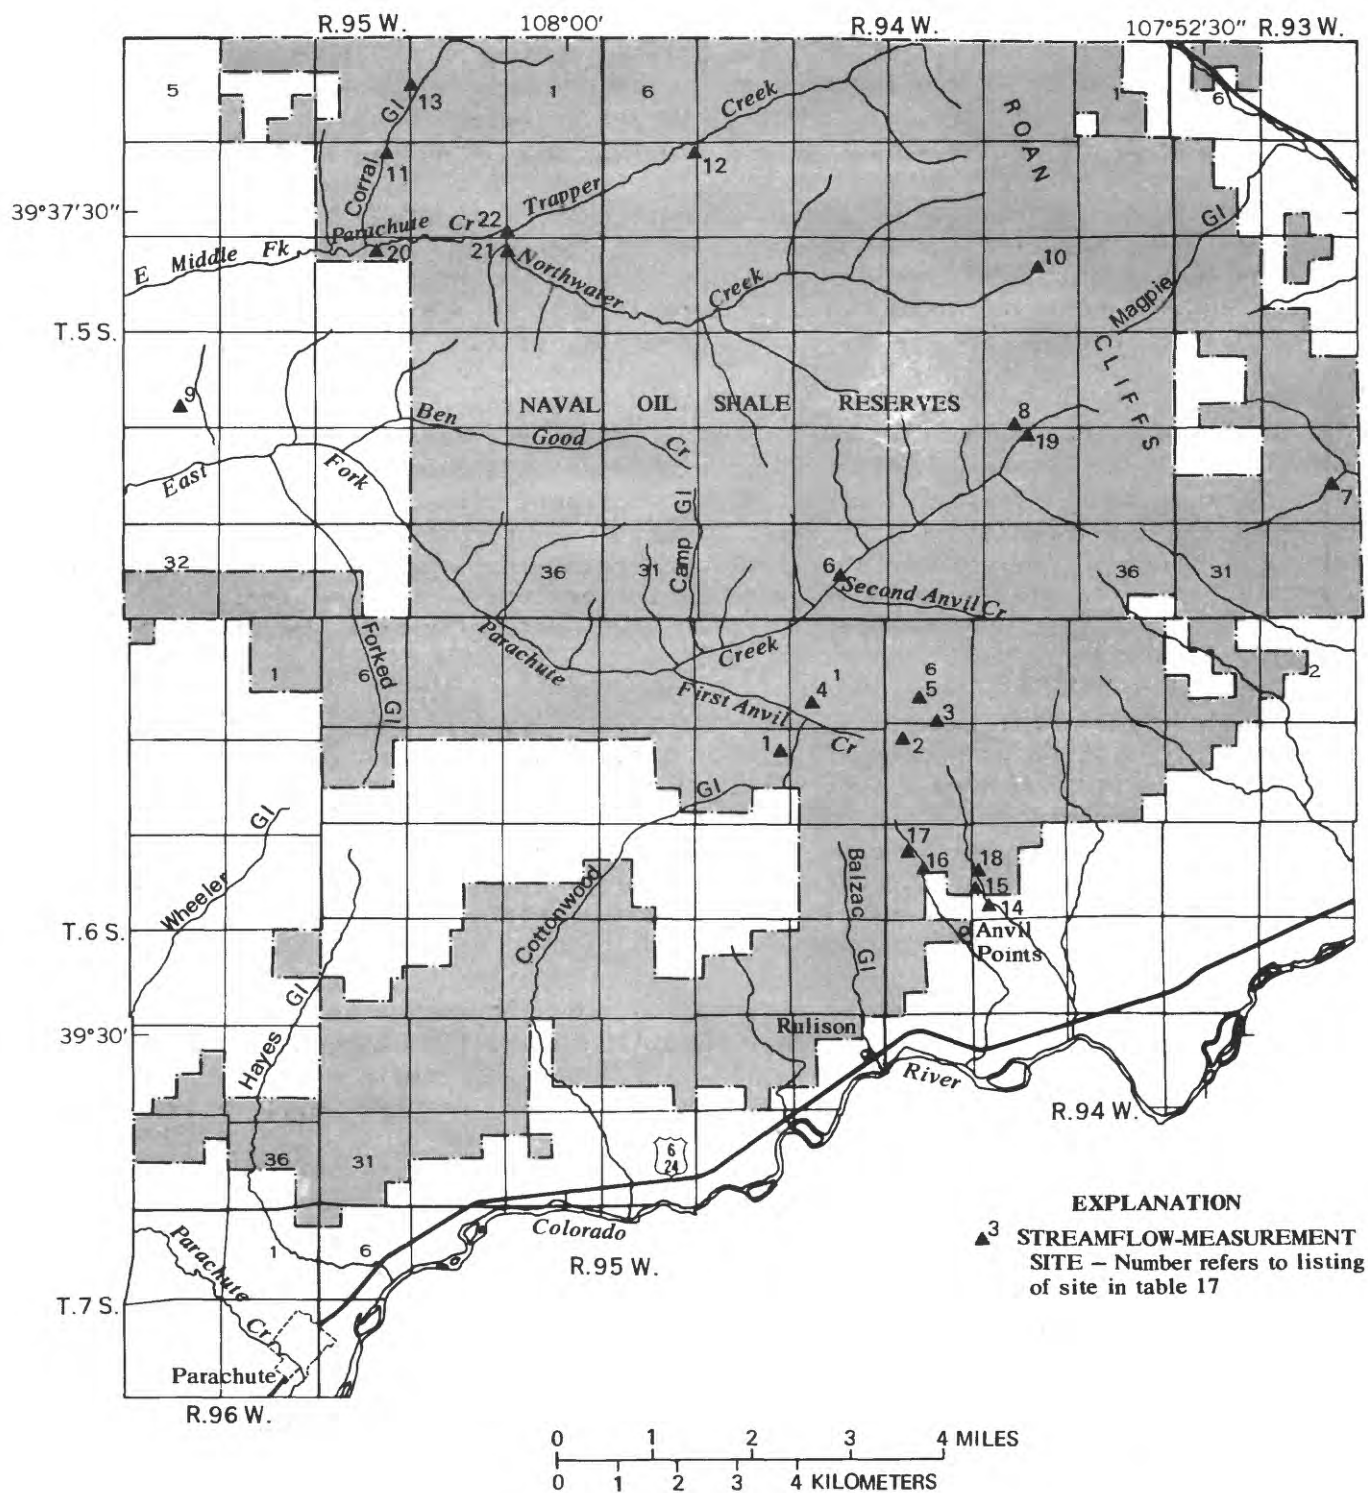 R.95 W.
108°00'
R.94 W.
107°52'30"
R.93 W.
5
13
1
6
Creek
ROAN
1
6
Corral Gl
11
12
39°37'30"
Trapper
Parachute Cr
22
E Middle Fk
20
21
Northwater
Creek
10
Gl
Magpie
T.5 S.
CLIFFS
9
NAVAL OIL SHALE RESERVES
Ben
Good
Cr
8
19
East
Fork
7
Camp Gl
32
36
31
6
36
31
Second Anvil Cr
Forked Gl
Parachute
Creek
1
6
1
6
2
4
5
First Anvil
Cr
3
1
2
Gl
Wheeler
Gl
17
16
18
15
14
Balzac
Gl
Cottonwood
T.6 S.
Anvil
Points
Hayes
Gl
39°30'
Rulison
River
R.94 W.
36
31
6
24
EXPLANATION
3 STREAMFLOW-MEASUREMENT
SITE – Number refers to listing
of site in table 17
Parachute
Cr
1
6
Colorado
R.95 W.
T.7 S.
Parachute
R.96 W.
0 1 2 3 4 MILES
0 1 2 3 4 KILOMETERS